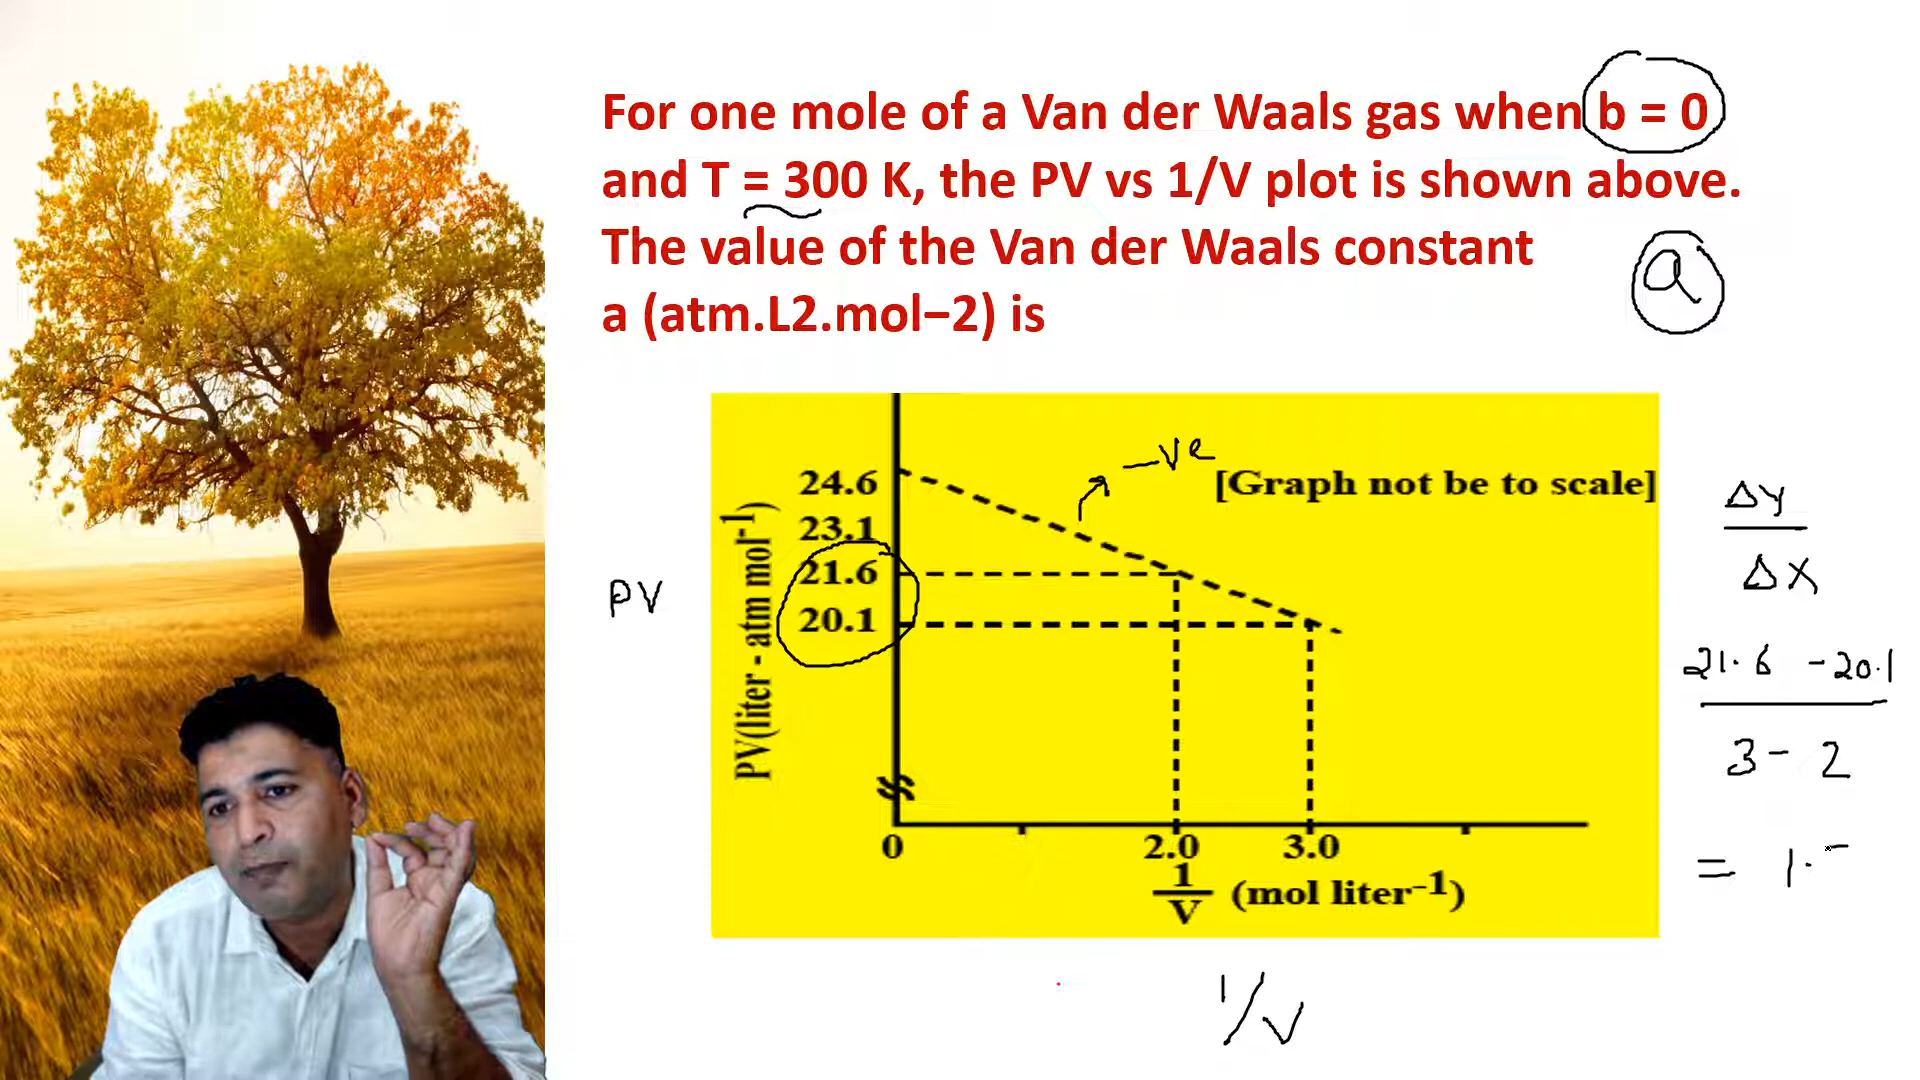 For one mole of a Van der Waals gas when b = 0
and T = 300 K, the PV vs 1/V plot is shown above.
The value of the Van der Waals constant
a (atm.L2.mol−2) is
a
24.6
23.1
21.6
20.1
PV(liter - atm mol⁻¹)
PV
-ve
[Graph not be to scale]
0
2.0
3.0
1/V (mol liter⁻¹)
1/V
Δy
Δx
21.6 - 20.1
3 - 2
= 1.